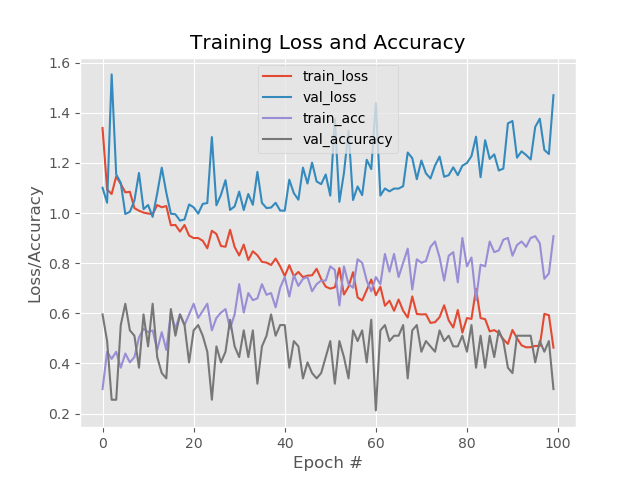 Training Loss and Accuracy
train_loss
val_loss
train_acc
val_accuracy
Loss/Accuracy
1.6
1.4
1.2
1.0
0.8
0.6
0.4
0.2
0
20
40
60
80
100
Epoch #